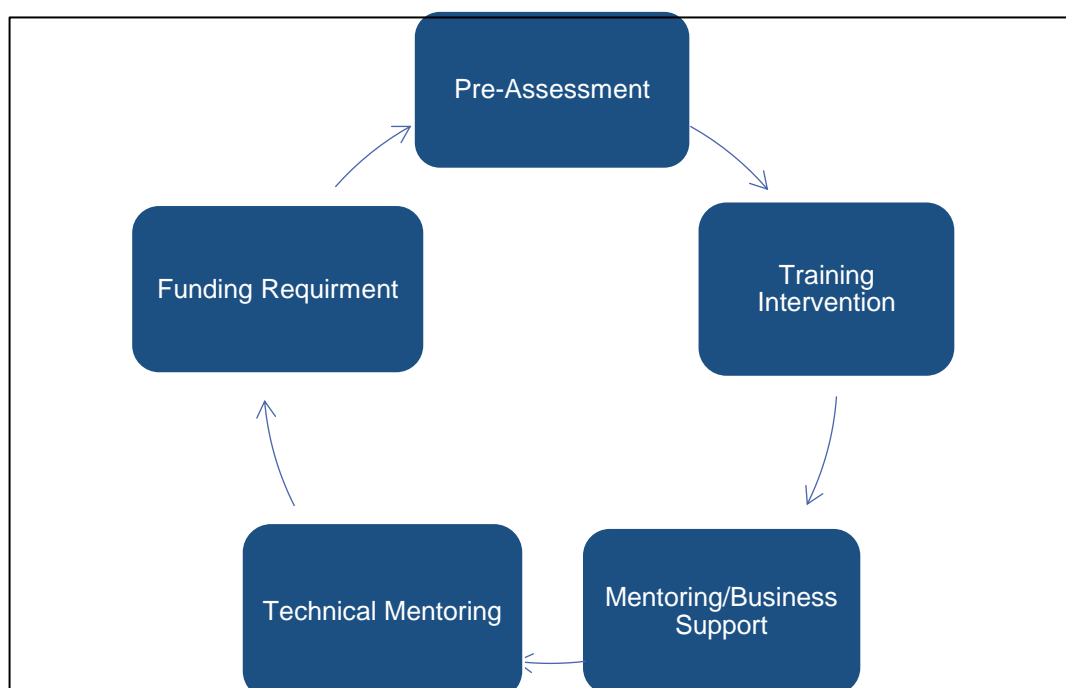 Pre-Assessment
Training
Intervention
Mentoring/Business
Support
Technical Mentoring
Funding Requirment